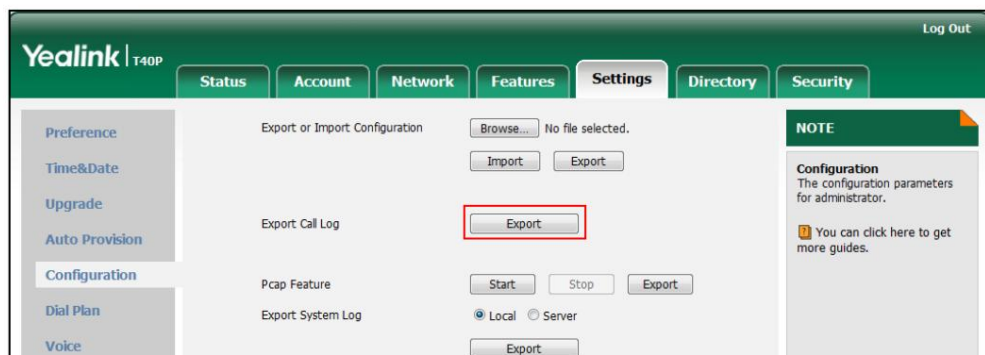 Log Out
Yealink | T40P
Status Account Network Features Settings Directory Security
Preference
Time&Date
Upgrade
Auto Provision
Configuration
Dial Plan
Voice
Export or Import Configuration Browse... No file selected.
Import Export
Export Call Log Export
Pcap Feature Start Stop Export
Export System Log Local Server
Export
NOTE
Configuration
The configuration parameters
for administrator.
You can click here to get
more guides.